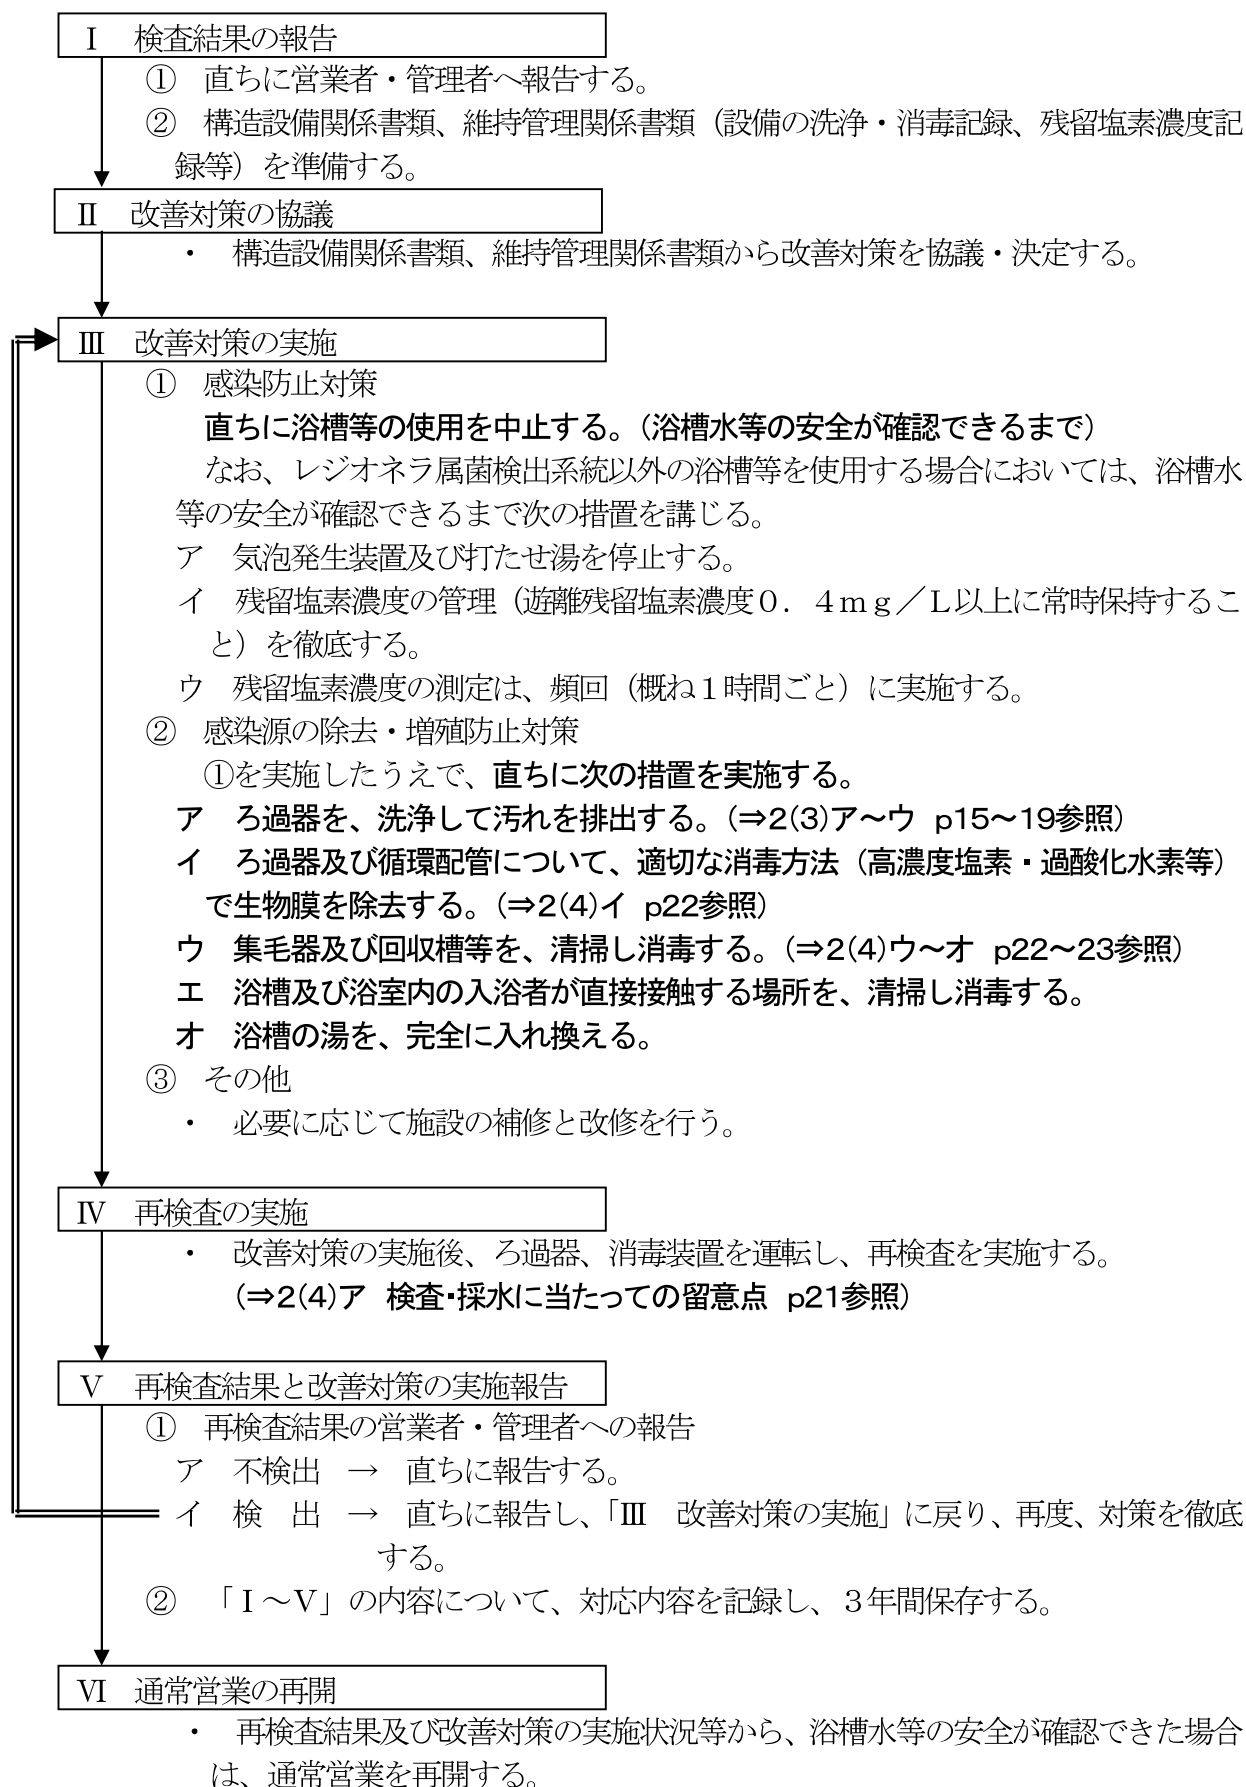 Ⅰ　検査結果の報告
①　直ちに営業者・管理者へ報告する。
②　構造設備関係書類、維持管理関係書類（設備の洗浄・消毒記録、残留塩素濃度記
録等）を準備する。
Ⅱ　改善対策の協議
・　構造設備関係書類、維持管理関係書類から改善対策を協議・決定する。
Ⅲ　改善対策の実施
①　感染防止対策
直ちに浴槽等の使用を中止する。（浴槽水等の安全が確認できるまで）
なお、レジオネラ属菌検出系統以外の浴槽等を使用する場合においては、浴槽水
等の安全が確認できるまで次の措置を講じる。
ア　気泡発生装置及び打たせ湯を停止する。
イ　残留塩素濃度の管理（遊離残留塩素濃度０．４ｍｇ／Ｌ以上に常時保持するこ
と）を徹底する。
ウ　残留塩素濃度の測定は、頻回（概ね１時間ごと）に実施する。
②　感染源の除去・増殖防止対策
①を実施したうえで、直ちに次の措置を実施する。
ア　ろ過器を、洗浄して汚れを排出する。（⇒2(3)ア～ウ p15～19参照）
イ　ろ過器及び循環配管について、適切な消毒方法（高濃度塩素・過酸化水素等）
で生物膜を除去する。（⇒2(4)イ p22参照）
ウ　集毛器及び回収槽等を、清掃し消毒する。（⇒2(4)ウ～オ p22～23参照）
エ　浴槽及び浴室内の入浴者が直接接触する場所を、清掃し消毒する。
オ　浴槽の湯を、完全に入れ換える。
③　その他
・　必要に応じて施設の補修と改修を行う。
Ⅳ　再検査の実施
・　改善対策の実施後、ろ過器、消毒装置を運転し、再検査を実施する。
（⇒2(4)ア 検査・採水に当たっての留意点 p21参照）
Ⅴ　再検査結果と改善対策の実施報告
①　再検査結果の営業者・管理者への報告
ア　不検出　→　直ちに報告する。
イ　検　出　→　直ちに報告し、「Ⅲ　改善対策の実施」に戻り、再度、対策を徹底
する。
②　「Ⅰ～Ⅴ」の内容について、対応内容を記録し、３年間保存する。
Ⅵ　通常営業の再開
・　再検査結果及び改善対策の実施状況等から、浴槽水等の安全が確認できた場合
は、通常営業を再開する。